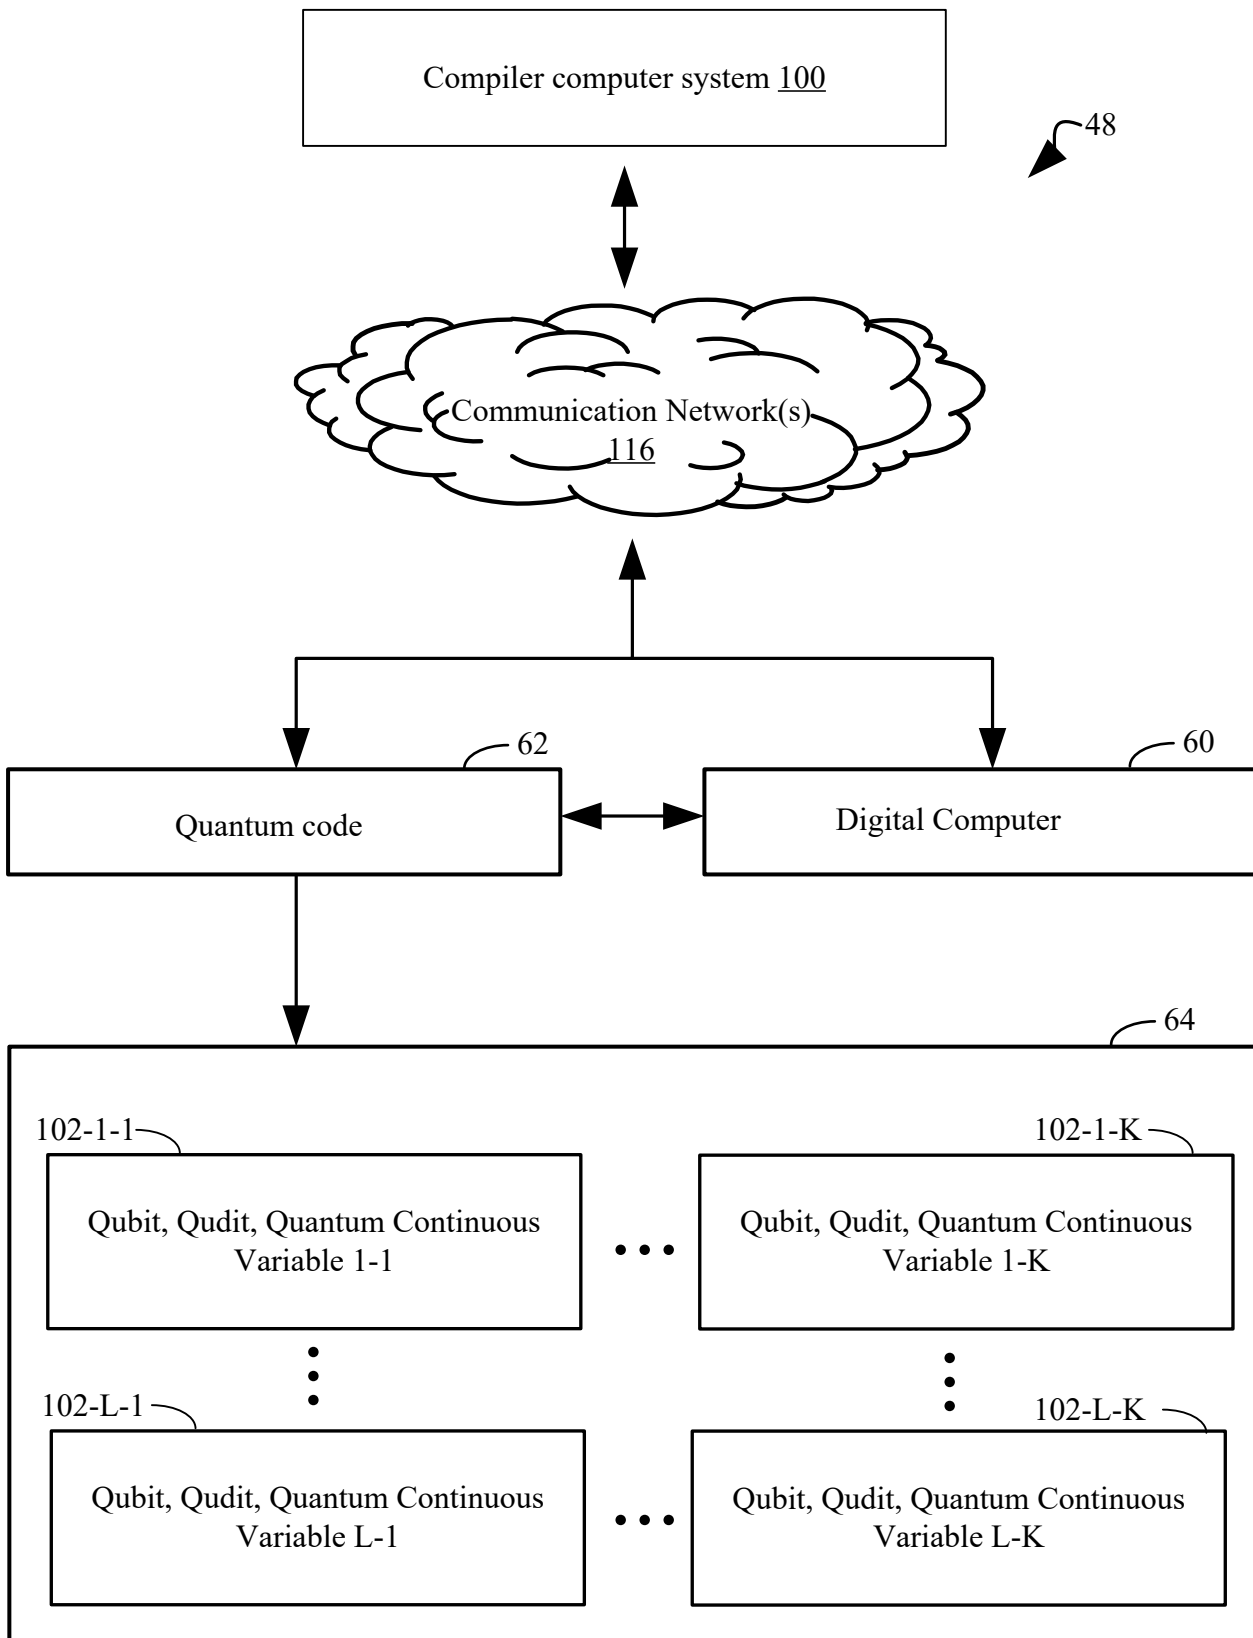 Compiler computer system 100
48
Communication Network(s)
116
62
60
Quantum code
Digital Computer
64
102-1-1
102-1-K
Qubit, Qudit, Quantum Continuous
Variable 1-1
Qubit, Qudit, Quantum Continuous
Variable 1-K
102-L-1
102-L-K
Qubit, Qudit, Quantum Continuous
Variable L-1
Qubit, Qudit, Quantum Continuous
Variable L-K